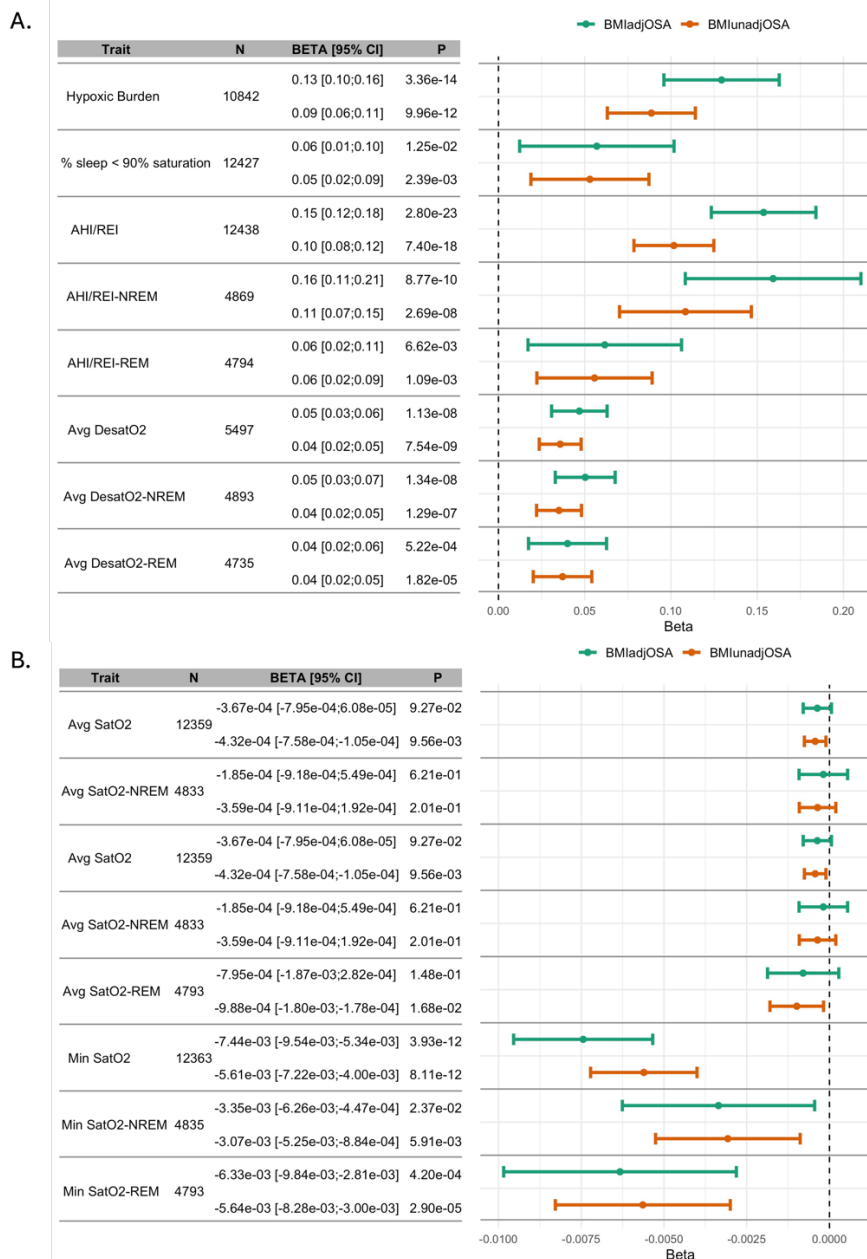 A.
BMIadjOSA BMIunadjOSA
Trait N BETA [95% CI] P
0.13 [0.10;0.16] 3.36e-14
Hypoxic Burden 10842
0.09 [0.06;0.11] 9.96e-12
0.06 [0.01;0.10] 1.25e-02
% sleep < 90% saturation 12427
0.05 [0.02;0.09] 2.39e-03
0.15 [0.12;0.18] 2.80e-23
AHI/REI 12438
0.10 [0.08;0.12] 7.40e-18
0.16 [0.11;0.21] 8.77e-10
AHI/REI-NREM 4869
0.11 [0.07;0.15] 2.69e-08
0.06 [0.02;0.11] 6.62e-03
AHI/REI-REM 4794
0.06 [0.02;0.09] 1.09e-03
0.05 [0.03;0.06] 1.13e-08
Avg DesatO2 5497
0.04 [0.02;0.05] 7.54e-09
0.05 [0.03;0.07] 1.34e-08
Avg DesatO2-NREM 4893
0.04 [0.02;0.05] 1.29e-07
0.04 [0.02;0.06] 5.22e-04
Avg DesatO2-REM 4735
0.04 [0.02;0.05] 1.82e-05
0.00 0.05 0.10 0.15 0.20
Beta
B.
BMIadjOSA BMIunadjOSA
Trait N BETA [95% CI] P
-3.67e-04 [-7.95e-04;6.08e-05] 9.27e-02
Avg SatO2 12359
-4.32e-04 [-7.58e-04;-1.05e-04] 9.56e-03
-1.85e-04 [-9.18e-04;5.49e-04] 6.21e-01
Avg SatO2-NREM 4833
-3.59e-04 [-9.11e-04;1.92e-04] 2.01e-01
-3.67e-04 [-7.95e-04;6.08e-05] 9.27e-02
Avg SatO2 12359
-4.32e-04 [-7.58e-04;-1.05e-04] 9.56e-03
-1.85e-04 [-9.18e-04;5.49e-04] 6.21e-01
Avg SatO2-NREM 4833
-3.59e-04 [-9.11e-04;1.92e-04] 2.01e-01
-7.95e-04 [-1.87e-03;2.82e-04] 1.48e-01
Avg SatO2-REM 4793
-9.88e-04 [-1.80e-03;-1.78e-04] 1.68e-02
-7.44e-03 [-9.54e-03;-5.34e-03] 3.93e-12
Min SatO2 12363
-5.61e-03 [-7.22e-03;-4.00e-03] 8.11e-12
-3.35e-03 [-6.26e-03;-4.47e-04] 2.37e-02
Min SatO2-NREM 4835
-3.07e-03 [-5.25e-03;-8.84e-04] 5.91e-03
-6.33e-03 [-9.84e-03;-2.81e-03] 4.20e-04
Min SatO2-REM 4793
-5.64e-03 [-8.28e-03;-3.00e-03] 2.90e-05
-0.0100 -0.0075 -0.0050 -0.0025 0.0000
Beta